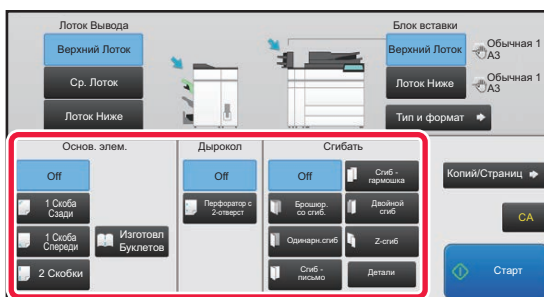 Лоток Вывода
Блок вставки
Верхний Лоток
Ср. Лоток
Лоток Ниже
Верхний Лоток
Обычная 1
A3
Лоток Ниже
Обычная 1
A3
Тип и формат
Основ. элем.
Off
1 Скоба
Сзади
1 Скоба
Спереди
Изготовл
Буклетов
2 Скобки
Дырокол
Off
Перфоратор с
2-отверст
Сгибать
Off
Сгиб -
гармошка
Брошюр.
со сгиб.
Двойной
сгиб
Одинарн.сгиб
Z-сгиб
Сгиб -
письмо
Детали
Копий/Страниц
CA
Старт